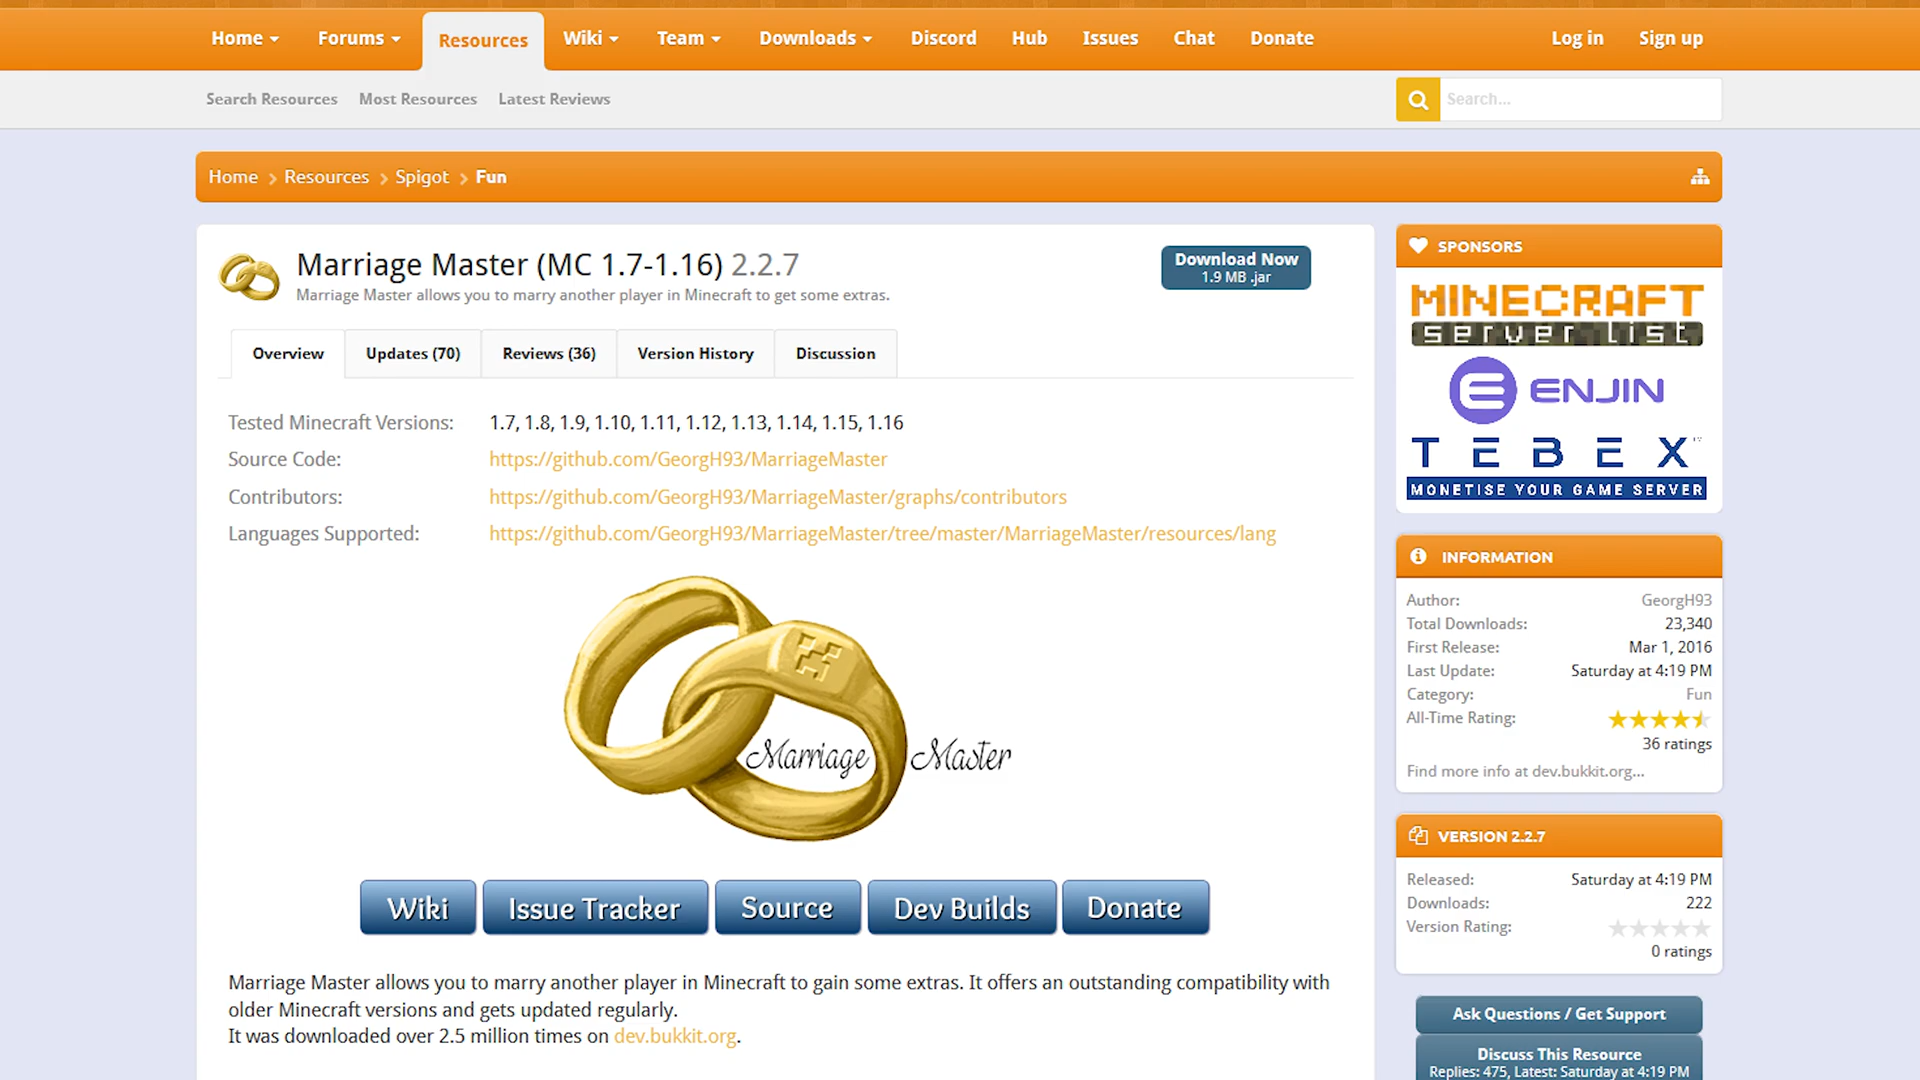 Home Forums Resources Wiki Team Downloads Discord Hub Issues Chat Donate Log in Sign up
Search Resources Most Resources Latest Reviews Search...
Home Resources Spigot Fun
Marriage Master (MC 1.7-1.16) 2.2.7
Marriage Master allows you to marry another player in Minecraft to get some extras.
Download Now
1.9 MB .jar
Overview Updates (70) Reviews (36) Version History Discussion
Tested Minecraft Versions: 1.7, 1.8, 1.9, 1.10, 1.11, 1.12, 1.13, 1.14, 1.15, 1.16
Source Code: https://github.com/GeorgH93/MarriageMaster
Contributors: https://github.com/GeorgH93/MarriageMaster/graphs/contributors
Languages Supported: https://github.com/GeorgH93/MarriageMaster/tree/master/MarriageMaster/resources/lang
Marriage Master
Wiki Issue Tracker Source Dev Builds Donate
Marriage Master allows you to marry another player in Minecraft to gain some extras. It offers an outstanding compatibility with
older Minecraft versions and gets updated regularly.
It was downloaded over 2.5 million times on dev.bukkit.org.
SPONSORS
MINECRAFT
server list
ENJIN
TEBEX
MONETISE YOUR GAME SERVER
INFORMATION
Author: GeorgH93
Total Downloads: 23,340
First Release: Mar 1, 2016
Last Update: Saturday at 4:19 PM
Category: Fun
All-Time Rating:
36 ratings
Find more info at dev.bukkit.org...
VERSION 2.2.7
Released: Saturday at 4:19 PM
Downloads: 222
Version Rating:
0 ratings
Ask Questions / Get Support
Discuss This Resource
Replies: 475, Latest: Saturday at 4:19 PM